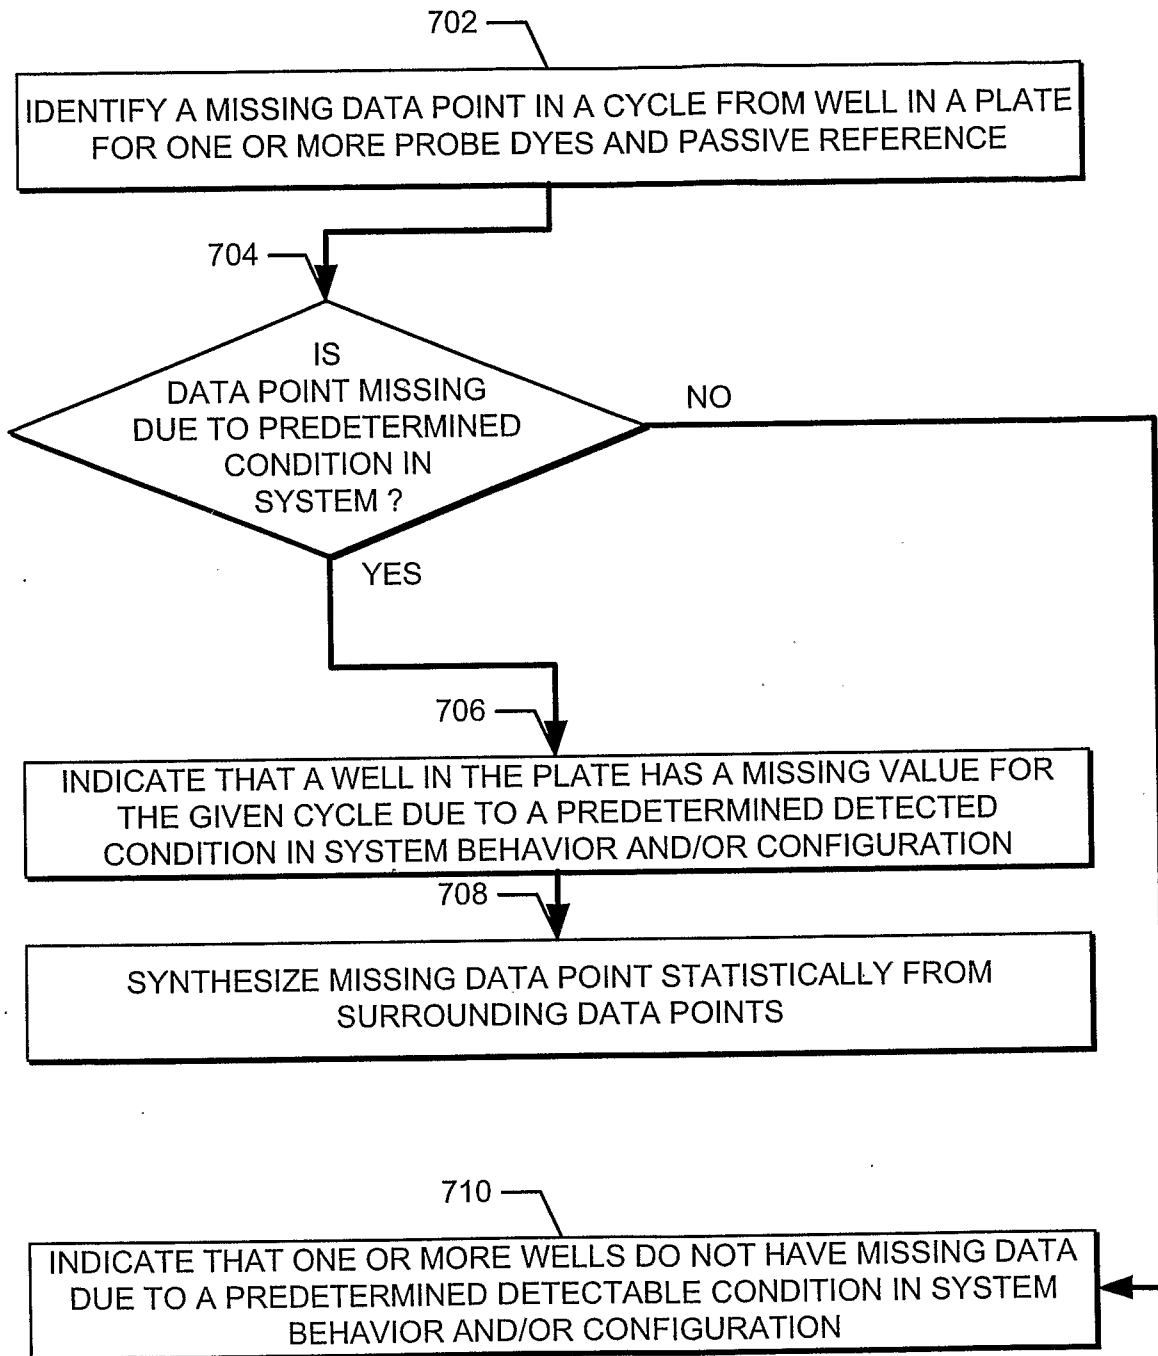 702
IDENTIFY A MISSING DATA POINT IN A CYCLE FROM WELL IN A PLATE
FOR ONE OR MORE PROBE DYES AND PASSIVE REFERENCE
704
IS
DATA POINT MISSING
DUE TO PREDETERMINED
CONDITION IN
SYSTEM ?
NO
YES
706
INDICATE THAT A WELL IN THE PLATE HAS A MISSING VALUE FOR
THE GIVEN CYCLE DUE TO A PREDETERMINED DETECTED
CONDITION IN SYSTEM BEHAVIOR AND/OR CONFIGURATION
708
SYNTHESIZE MISSING DATA POINT STATISTICALLY FROM
SURROUNDING DATA POINTS
710
INDICATE THAT ONE OR MORE WELLS DO NOT HAVE MISSING DATA
DUE TO A PREDETERMINED DETECTABLE CONDITION IN SYSTEM
BEHAVIOR AND/OR CONFIGURATION